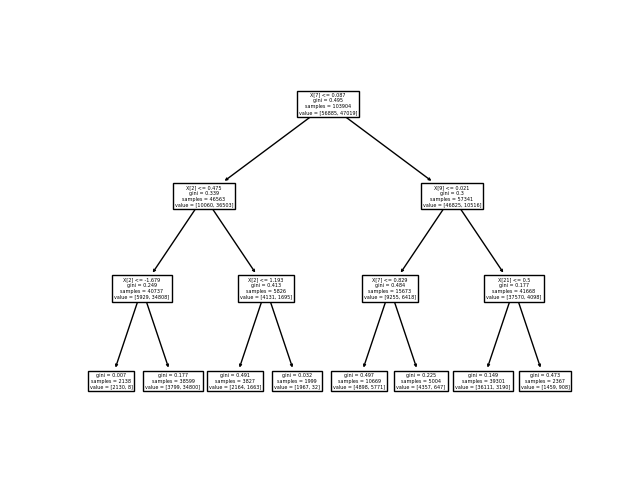 X[7] <= 0.087
gini = 0.495
samples = 103904
value = [56885, 47019]
X[2] <= 0.475
gini = 0.339
samples = 46563
value = [10060, 36503]
X[9] <= 0.021
gini = 0.3
samples = 57341
value = [46825, 10516]
X[2] <= -1.679
gini = 0.249
samples = 40737
value = [5929, 34808]
X[2] <= 1.193
gini = 0.413
samples = 5826
value = [4131, 1695]
X[7] <= 0.829
gini = 0.484
samples = 15673
value = [9255, 6418]
X[21] <= 0.5
gini = 0.177
samples = 41668
value = [37570, 4098]
gini = 0.007
samples = 2138
value = [2130, 8]
gini = 0.177
samples = 38599
value = [3799, 34800]
gini = 0.491
samples = 3827
value = [2164, 1663]
gini = 0.032
samples = 1999
value = [1967, 32]
gini = 0.497
samples = 10669
value = [4898, 5771]
gini = 0.225
samples = 5004
value = [4357, 647]
gini = 0.149
samples = 39301
value = [36111, 3190]
gini = 0.473
samples = 2367
value = [1459, 908]